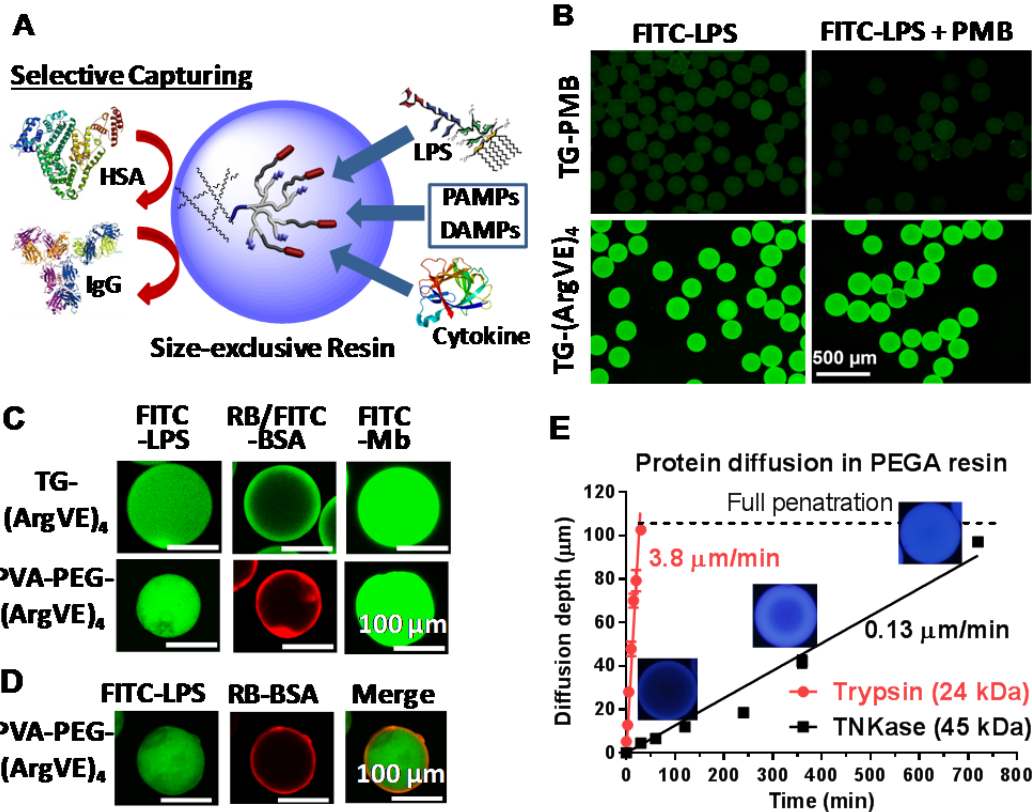 A
Selective Capturing
HSA
IgG
LPS
PAMPs
DAMPs
Cytokine
Size-exclusive Resin
B
FITC-LPS
FITC-LPS + PMB
TG-PMB
TG-(ArgVE)4
500 µm
C
FITC
-LPS
RB/FITC
-BSA
FITC
-Mb
TG-
(ArgVE)4
PVA-PEG-
(ArgVE)4
100 µm
D
FITC-LPS
RB-BSA
Merge
PVA-PEG-
(ArgVE)4
100 µm
E
Protein diffusion in PEGA resin
Full penatration
3.8 µm/min
0.13 µm/min
Trypsin (24 kDa)
TNKase (45 kDa)
Diffusion depth (µm)
120
100
80
60
40
20
0
0 100 200 300 400 500 600 700 800
Time (min)